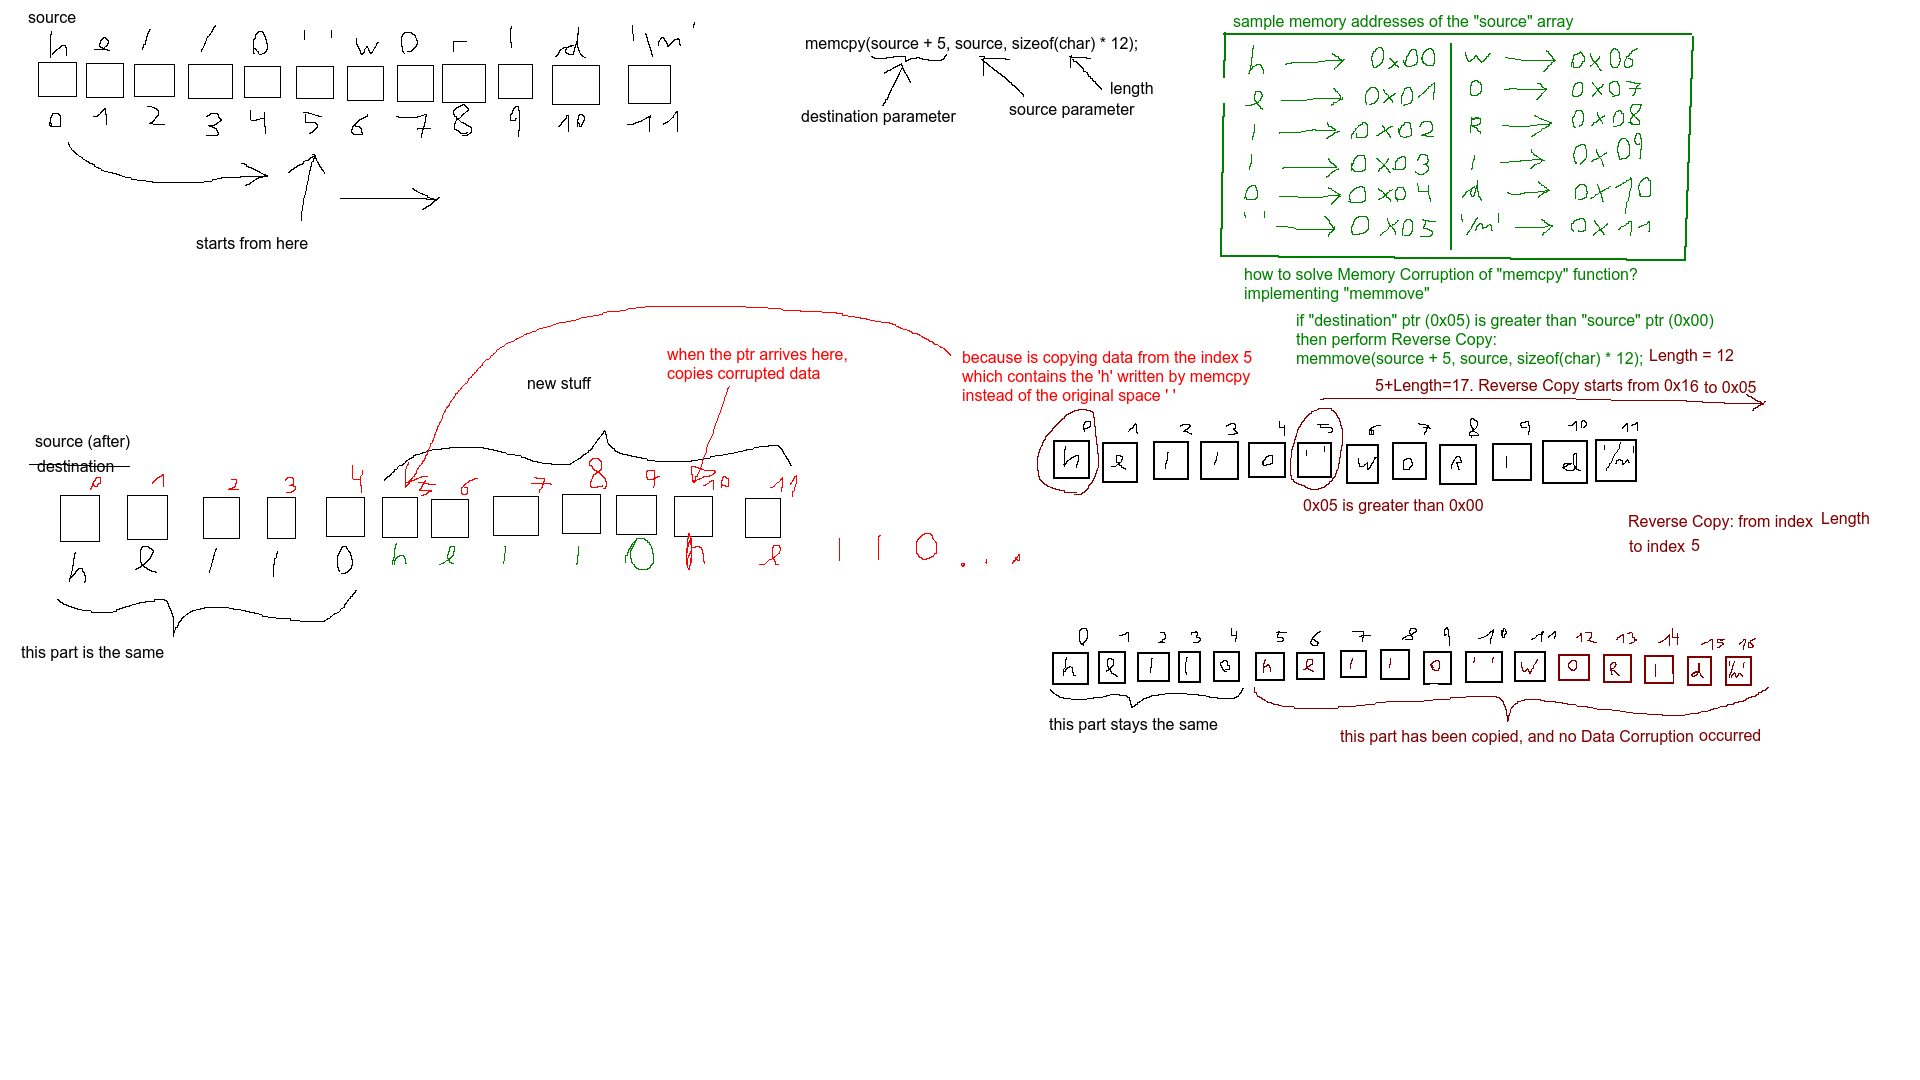 source
h e l l o ' ' w o r l d '\n'
0 1 2 3 4 5 6 7 8 9 10 11
starts from here
memcpy(source + 5, source, sizeof(char) * 12);
destination parameter
source parameter
length
sample memory addresses of the "source" array
h → 0x00 w → 0x06
e → 0x01 o → 0x07
l → 0x02 R → 0x08
l → 0x03 l → 0x09
o → 0x04 d → 0x10
' ' → 0x05 '/n' → 0x11
how to solve Memory Corruption of "memcpy" function?
implementing "memmove"
if "destination" ptr (0x05) is greater than "source" ptr (0x00)
then perform Reverse Copy:
memmove(source + 5, source, sizeof(char) * 12); Length = 12
5+Length=17. Reverse Copy starts from 0x16 to 0x05
0 1 2 3 4 5 6 7 8 9 10 11
h e l l o ' ' w o R l d '/n'
0x05 is greater than 0x00
Reverse Copy: from index Length
to index 5
new stuff
when the ptr arrives here,
copies corrupted data
because is copying data from the index 5
which contains the 'h' written by memcpy
instead of the original space ' '
source (after)
destination
0 1 2 3 4 5 6 7 8 9 10 11
h e l l o h e l l o h e l l o . . .
this part is the same
0 1 2 3 4 5 6 7 8 9 10 11 12 13 14 15 16
h e l l o h e l l o ' ' w o R l d '/n'
this part stays the same
this part has been copied, and no Data Corruption occurred